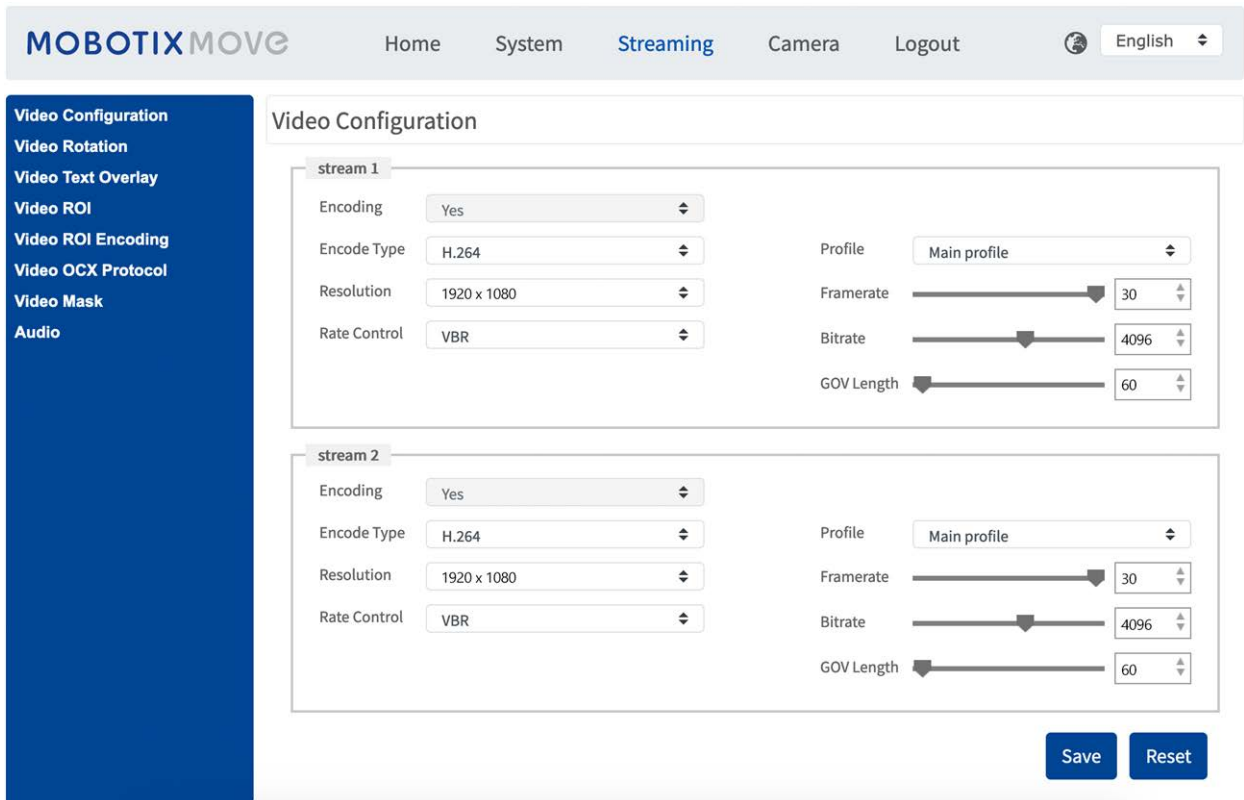 MOBOTIX MOVE Home System Streaming Camera Logout English
Video Configuration
Video Rotation
Video Text Overlay
Video ROI
Video ROI Encoding
Video OCX Protocol
Video Mask
Audio
Video Configuration
stream 1
Encoding Yes
Encode Type H.264 Profile Main profile
Resolution 1920 x 1080 Framerate 30
Rate Control VBR Bitrate 4096
GOV Length 60
stream 2
Encoding Yes
Encode Type H.264 Profile Main profile
Resolution 1920 x 1080 Framerate 30
Rate Control VBR Bitrate 4096
GOV Length 60
Save Reset